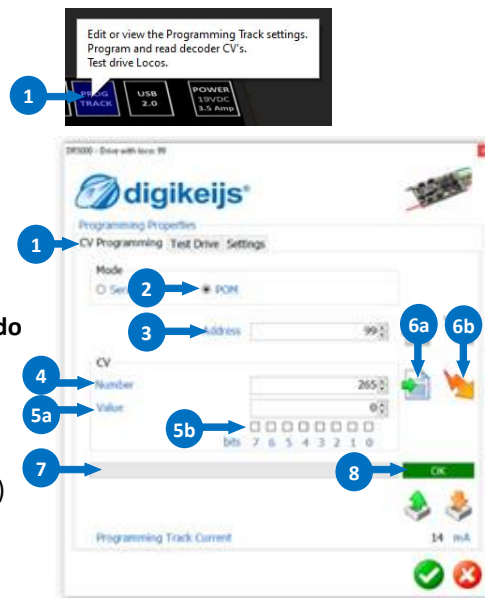 Edit or view the Programming Track settings.
Program and read decoder CV's.
Test drive Locos.
1
PROG
TRACK
USB
2.0
POWER
19VDC
3.5 Amp
DR5000 - Drive with loco: 99
digikeijs®
Programming Properties
1
CV Programming Test Drive Settings
Mode
2
POM
do
3
Address 99
6a 6b
CV
4
Number 265
5a
Value 0
5b
bits 7 6 5 4 3 2 1 0
7
8
OK
)
Programming Track Current 14 mA